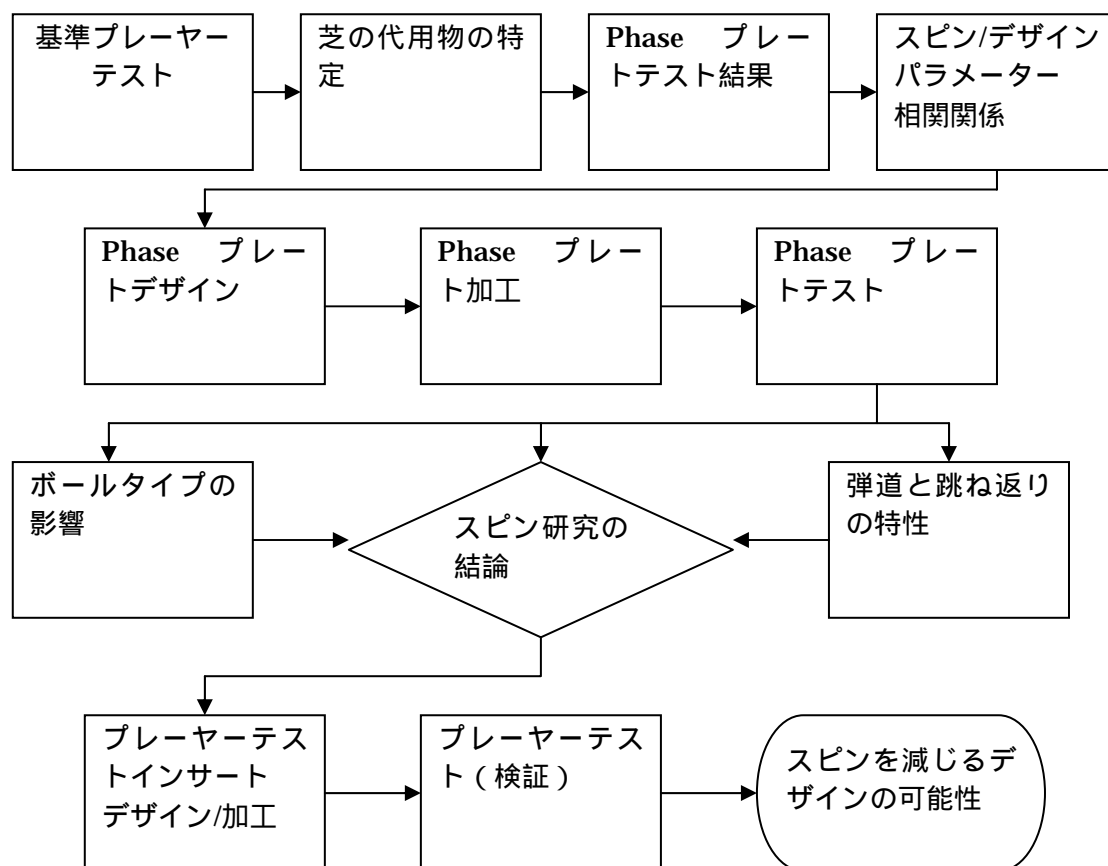 基準プレーヤー
テスト
芝の代用物の特
定
Phase プレー
トテスト結果
スピン/デザイン
パラメーター
相関関係
Phase プレー
トデザイン
Phase プレー
ト加工
Phase プレー
トテスト
ボールタイプの
影響
スピン研究の
結論
弾道と跳ね返り
の特性
プレーヤーテス
トインサート
デザイン/加工
プレーヤーテス
ト（検証）
スピンを減じるデ
ザインの可能性